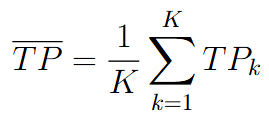 $\overline{TP} = \frac{1}{K} \sum_{k=1}^{K} TP_k$